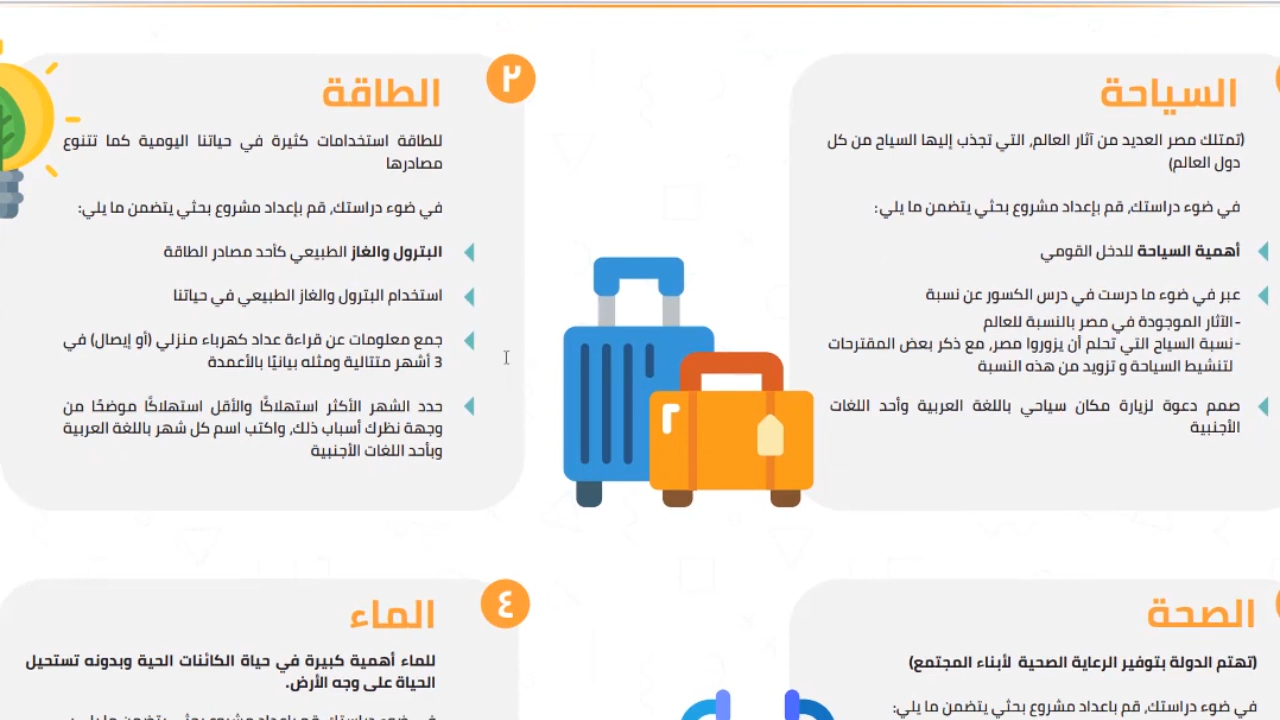 السياحة
(تمتلك مصر العديد من آثار العالم، التي تجذب إليها السياح من كل
دول العالم)
في ضوء دراستك، قم بإعداد مشروع بحثي يتضمن ما يلي:
أهمية السياحة للدخل القومي
عبر في ضوء ما درست في درس الكسور عن نسبة
-الآثار الموجودة في مصر بالنسبة للعالم
-نسبة السياح التي تحلم أن يزوروا مصر، مع ذكر بعض المقترحات
لتنشيط السياحة و تزويد من هذه النسبة
صمم دعوة لزيارة مكان سياحي باللغة العربية وأحد اللغات
الأجنبية
٢
الطاقة
للطاقة استخدامات كثيرة في حياتنا اليومية كما تتنوع
مصادرها
في ضوء دراستك، قم بإعداد مشروع بحثي يتضمن ما يلي:
البترول والغاز الطبيعي كأحد مصادر الطاقة
استخدام البترول والغاز الطبيعي في حياتنا
جمع معلومات عن قراءة عداد كهرباء منزلي (أو إيصال) في
3 أشهر متتالية ومثله بيانيًا بالأعمدة
حدد الشهر الأكثر استهلاكًا والأقل استهلاكًا موضحًا من
وجهة نظرك أسباب ذلك، واكتب اسم كل شهر باللغة العربية
وبأحد اللغات الأجنبية
الصحة
(تهتم الدولة بتوفير الرعاية الصحية لأبناء المجتمع)
في ضوء دراستك، قم باعداد مشروع بحثي يتضمن ما يلي:
٤
الماء
للماء أهمية كبيرة في حياة الكائنات الحية وبدونه تستحيل
الحياة على وجه الأرض.